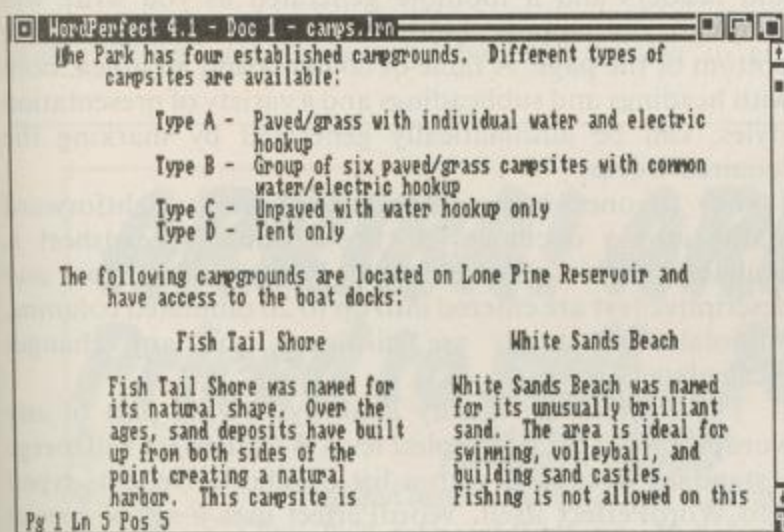 WordPerfect 4.1 - Doc 1 - camps.lrn
The Park has four established campgrounds. Different types of
campsites are available:
Type A - Paved/grass with individual water and electric
hookup
Type B - Group of six paved/grass campsites with common
water/electric hookup
Type C - Unpaved with water hookup only
Type D - Tent only
The following campgrounds are located on Lone Pine Reservoir and
have access to the boat docks:
Fish Tail Shore
Fish Tail Shore was named for
its natural shape. Over the
ages, sand deposits have built
up from both sides of the
point creating a natural
harbor. This campsite is
White Sands Beach
White Sands Beach was named
for its unusually brilliant
sand. The area is ideal for
swimming, volleyball, and
building sand castles.
Fishing is not allowed on this
Pg 1 Ln 5 Pos 5